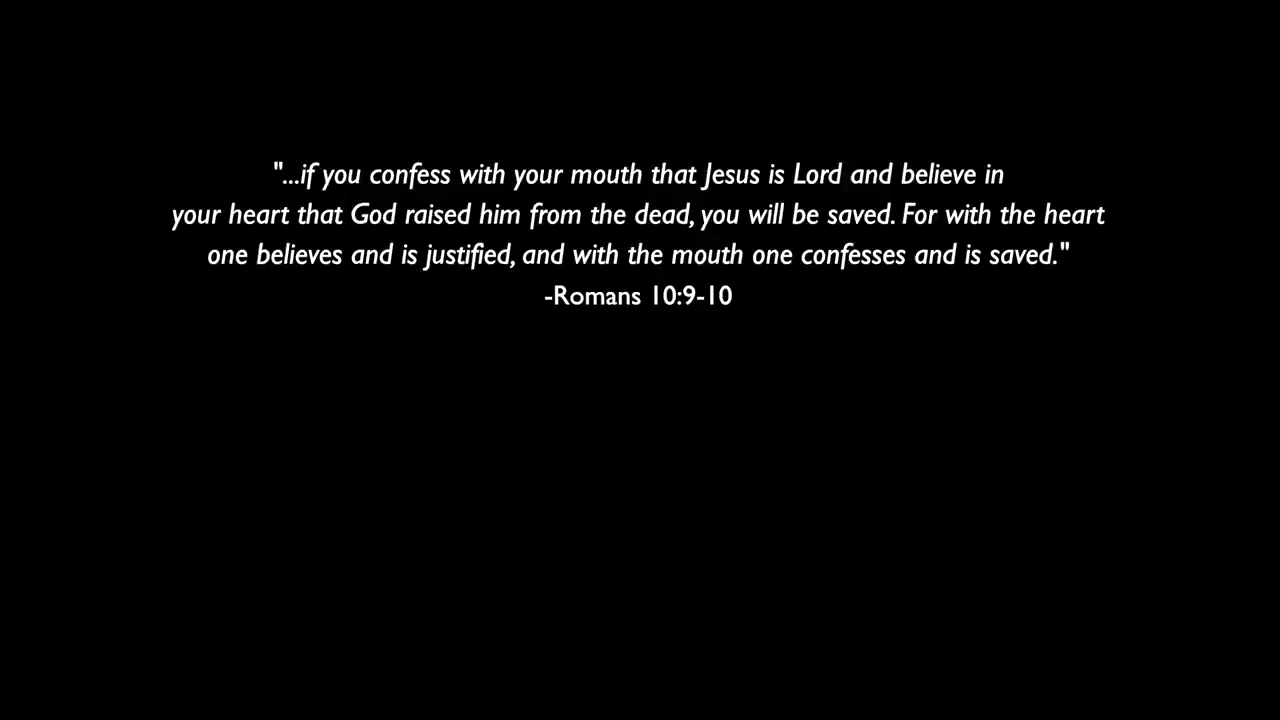 "...if you confess with your mouth that Jesus is Lord and believe in
your heart that God raised him from the dead, you will be saved. For with the heart
one believes and is justified, and with the mouth one confesses and is saved."
-Romans 10:9-10